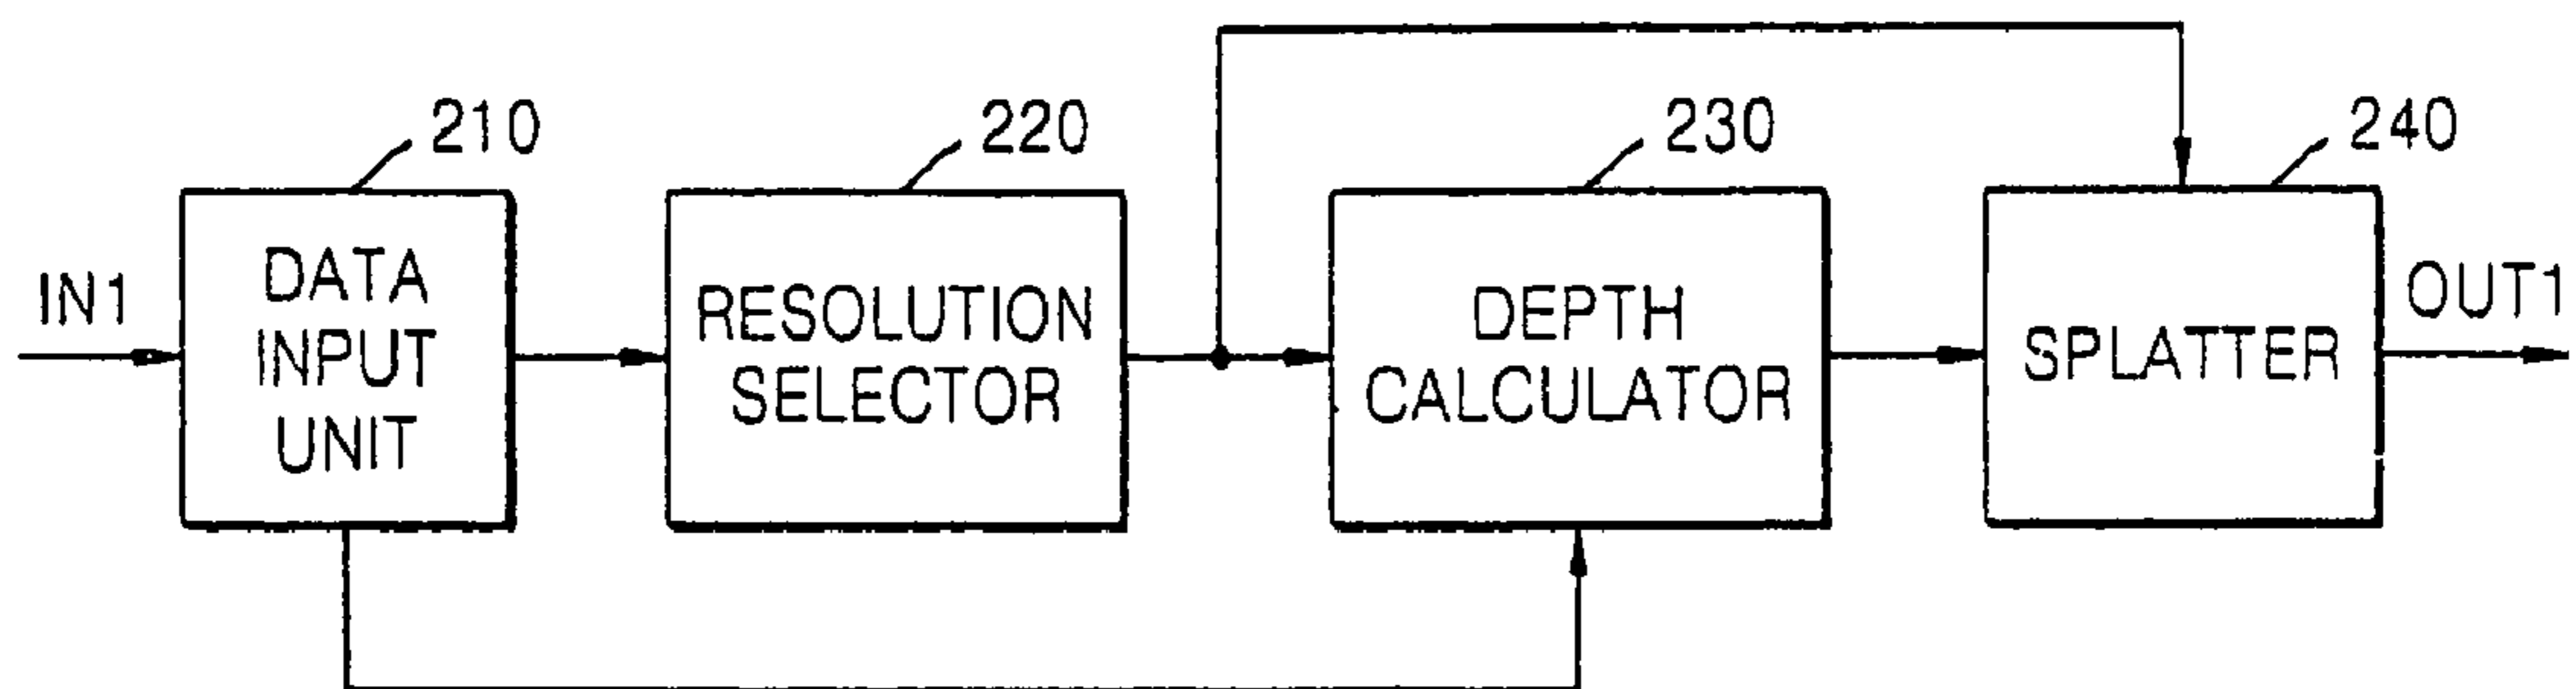 210
220
230
240
IN1
DATA
INPUT
UNIT
RESOLUTION
SELECTOR
DEPTH
CALCULATOR
SPLATTER
OUT1